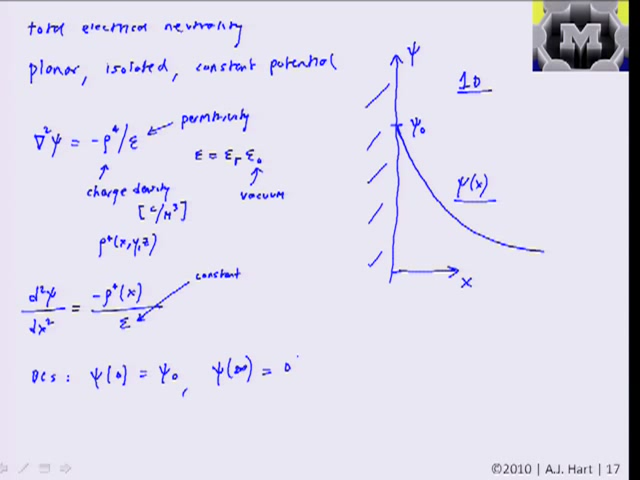 total electrical neutrality
planar, isolated, constant potential
∇²ψ = -ρ*/ε
permittivity
ε = εᵣ ε₀
vacuum
charge density
[C/m³]
ρ*(x,y,z)
d²ψ/dx² = -ρ*(x)/ε
constant
BCs: ψ(0) = ψ₀, ψ(∞) = 0
ψ
1D
ψ₀
ψ(x)
x
M
©2010 | A.J. Hart | 17